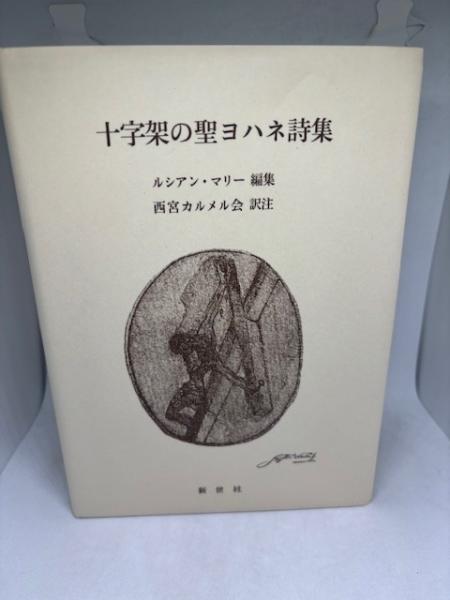 十字架の聖ヨハネ詩集
ルシアン・マリー 編集
西宮カルメル会 訳注
新世社